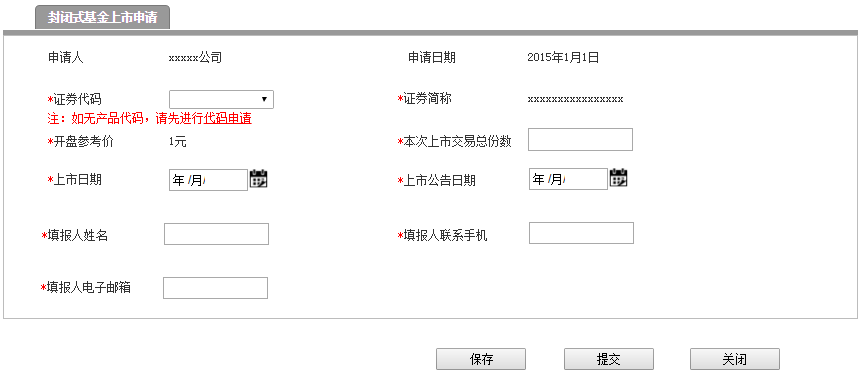 封闭式基金上市申请
申请人 xxxxx公司 申请日期 2015年1月1日
*证券代码 *证券简称 xxxxxxxxxxxxxxxx
注：如无产品代码，请先进行代码申请
*开盘参考价 1元 *本次上市交易总份数
*上市日期 年 /月/ *上市公告日期 年 /月/
*填报人姓名 *填报人联系手机
*填报人电子邮箱
保存 提交 关闭